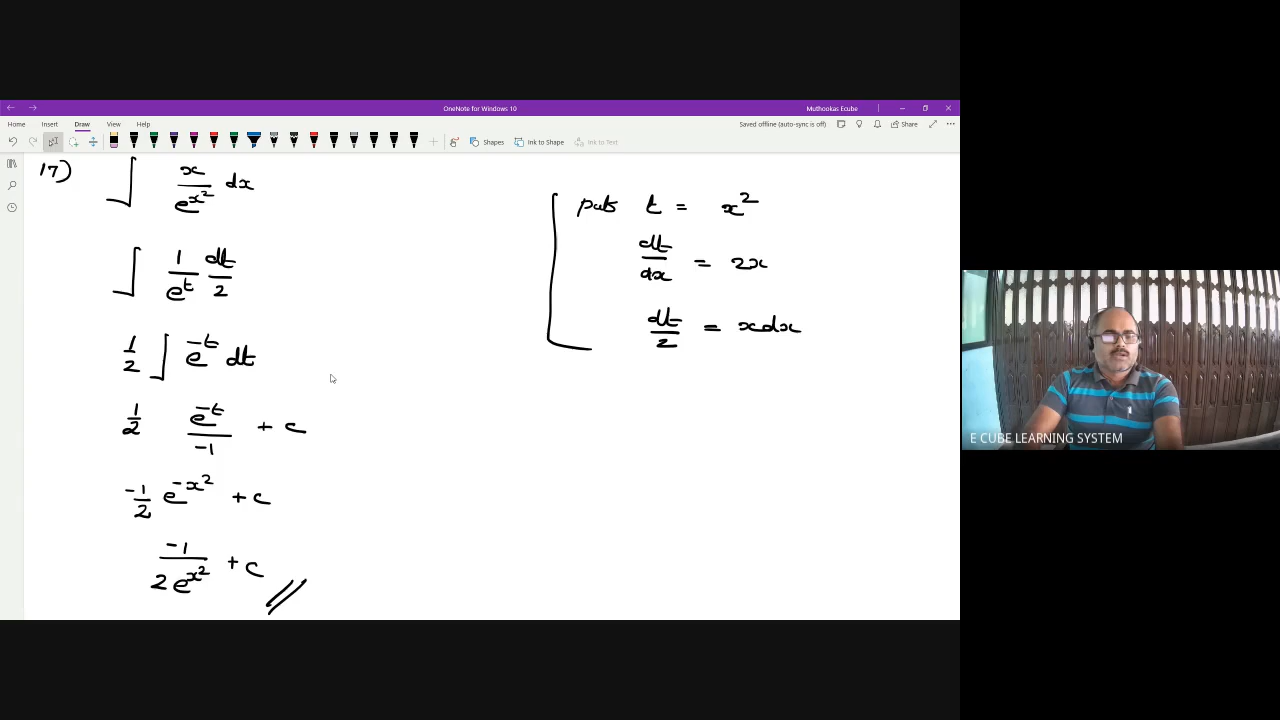 OneNote for Windows 10
Muthookas Ecube
Home Insert Draw View Help
Saved offline (auto-sync is off) Share
Shapes Ink to Shape Ink to Text
17) ∫ x/e^x² dx
∫ 1/e^t dt/2
1/2 ∫ e^-t dt
1/2 e^-t/-1 + c
-1/2 e^-x² + c
-1/2e^x² + c //
put t = x²
dt/dx = 2x
dt/2 = xdx
E CUBE LEARNING SYSTEM